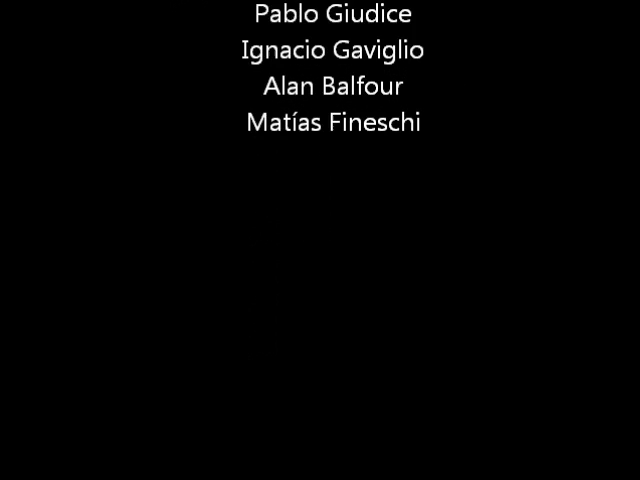 Pablo Giudice
Ignacio Gaviglio
Alan Balfour
Matías Fineschi